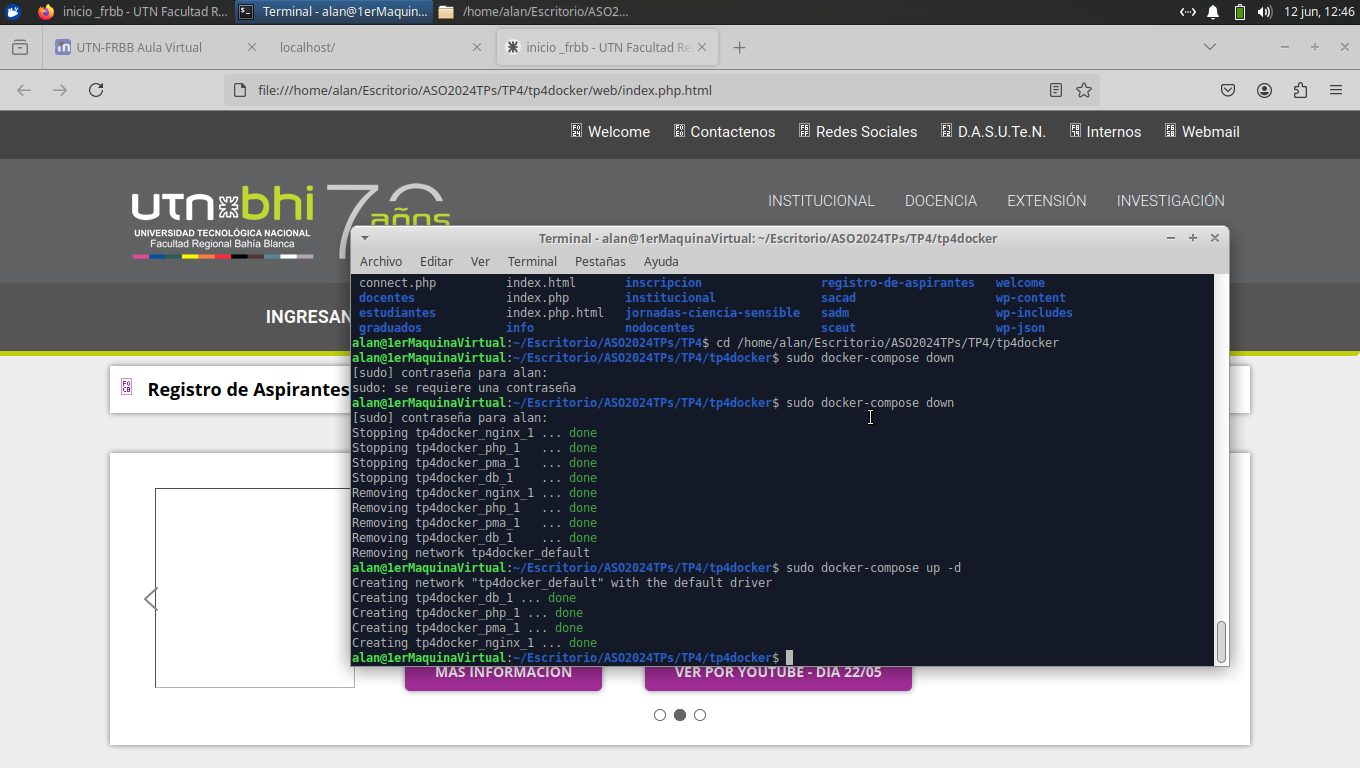 inicio _frbb - UTN Facultad R...
Terminal - alan@1erMaquin...
/home/alan/Escritorio/ASO2...
12 jun, 12:46
UTN-FRBB Aula Virtual
localhost/
inicio _frbb - UTN Facultad Re
file:///home/alan/Escritorio/ASO2024TPs/TP4/tp4docker/web/index.php.html
Welcome
Contactenos
Redes Sociales
D.A.S.U.Te.N.
Internos
Webmail
utn bhi
70 años
UNIVERSIDAD TECNOLÓGICA NACIONAL
Facultad Regional Bahía Blanca
INSTITUCIONAL
DOCENCIA
EXTENSIÓN
INVESTIGACIÓN
INGRESAN
Registro de Aspirantes
Terminal - alan@1erMaquinaVirtual: ~/Escritorio/ASO2024TPs/TP4/tp4docker
Archivo Editar Ver Terminal Pestañas Ayuda
connect.php index.html inscripcion registro-de-aspirantes welcome
docentes index.php institucional sacad wp-content
estudiantes index.php.html jornadas-ciencia-sensible sadm wp-includes
graduados info nodocentes sceut wp-json
alan@1erMaquinaVirtual:~/Escritorio/ASO2024TPs/TP4$ cd /home/alan/Escritorio/ASO2024TPs/TP4/tp4docker
alan@1erMaquinaVirtual:~/Escritorio/ASO2024TPs/TP4/tp4docker$ sudo docker-compose down
[sudo] contraseña para alan:
sudo: se requiere una contraseña
alan@1erMaquinaVirtual:~/Escritorio/ASO2024TPs/TP4/tp4docker$ sudo docker-compose down
[sudo] contraseña para alan:
Stopping tp4docker_nginx_1 ... done
Stopping tp4docker_php_1   ... done
Stopping tp4docker_pma_1   ... done
Stopping tp4docker_db_1    ... done
Removing tp4docker_nginx_1 ... done
Removing tp4docker_php_1   ... done
Removing tp4docker_pma_1   ... done
Removing tp4docker_db_1    ... done
Removing network tp4docker_default
alan@1erMaquinaVirtual:~/Escritorio/ASO2024TPs/TP4/tp4docker$ sudo docker-compose up -d
Creating network "tp4docker_default" with the default driver
Creating tp4docker_db_1 ... done
Creating tp4docker_php_1 ... done
Creating tp4docker_pma_1 ... done
Creating tp4docker_nginx_1 ... done
alan@1erMaquinaVirtual:~/Escritorio/ASO2024TPs/TP4/tp4docker$
MÁS INFORMACIÓN
VER POR YOUTUBE - DÍA 22/05